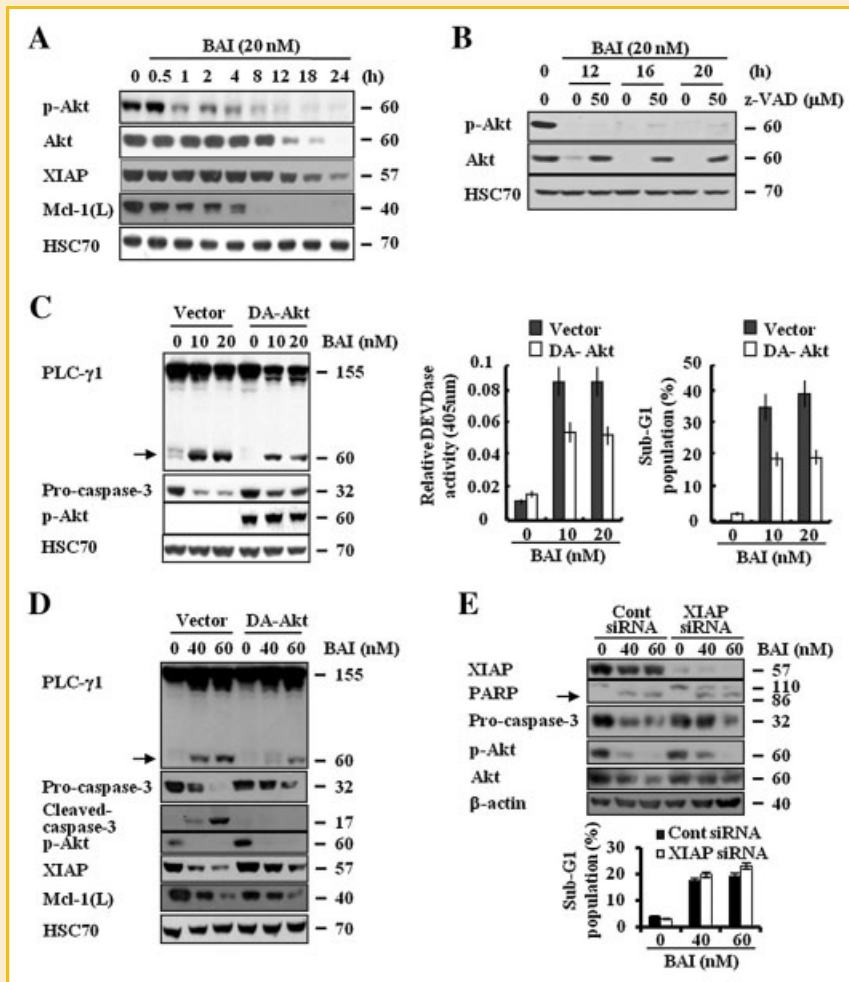 A
BAI (20 nM)
0 0.5 1 2 4 8 12 18 24 (h)
p-Akt – 60
Akt – 60
XIAP – 57
Mcl-1(L) – 40
HSC70 – 70
B
BAI (20 nM)
0 12 16 20 (h)
0 0 50 0 50 0 50 z-VAD (µM)
p-Akt – 60
Akt – 60
HSC70 – 70
C
Vector DA-Akt
0 10 20 0 10 20 BAI (nM)
PLC-γ1 – 155
– 60
Pro-caspase-3 – 32
p-Akt – 60
HSC70 – 70
Vector
DA- Akt
Relative DEVDase
activity (405nm)
0.1
0.08
0.06
0.04
0.02
0
0 10 20
BAI (nM)
Vector
DA- Akt
Sub-G1
population (%)
50
40
30
20
10
0
0 10 20
BAI (nM)
D
Vector DA-Akt
0 40 60 0 40 60 BAI (nM)
PLC-γ1 – 155
– 60
Pro-caspase-3 – 32
Cleaved-
caspase-3 – 17
p-Akt – 60
XIAP – 57
Mcl-1(L) – 40
HSC70 – 70
E
Cont
siRNA
XIAP
siRNA
0 40 60 0 40 60 BAI (nM)
XIAP – 57
PARP – 110
– 86
Pro-caspase-3 – 32
p-Akt – 60
Akt – 60
β-actin – 40
Cont siRNA
XIAP siRNA
Sub-G1
population (%)
30
20
10
0
0 40 60
BAI (nM)